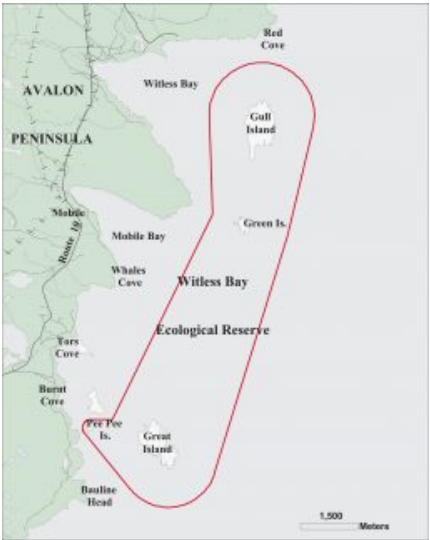 Red
Cove
Witless Bay
AVALON
Gull
Island
PENINSULA
Mobile
Green Is.
Route 10
Mobile Bay
Whales
Cove
Witless Bay
Ecological Reserve
Tors
Cove
Burnt
Cove
Pee Pee
Is.
Great
Island
Bauline
Head
1,500
Meters